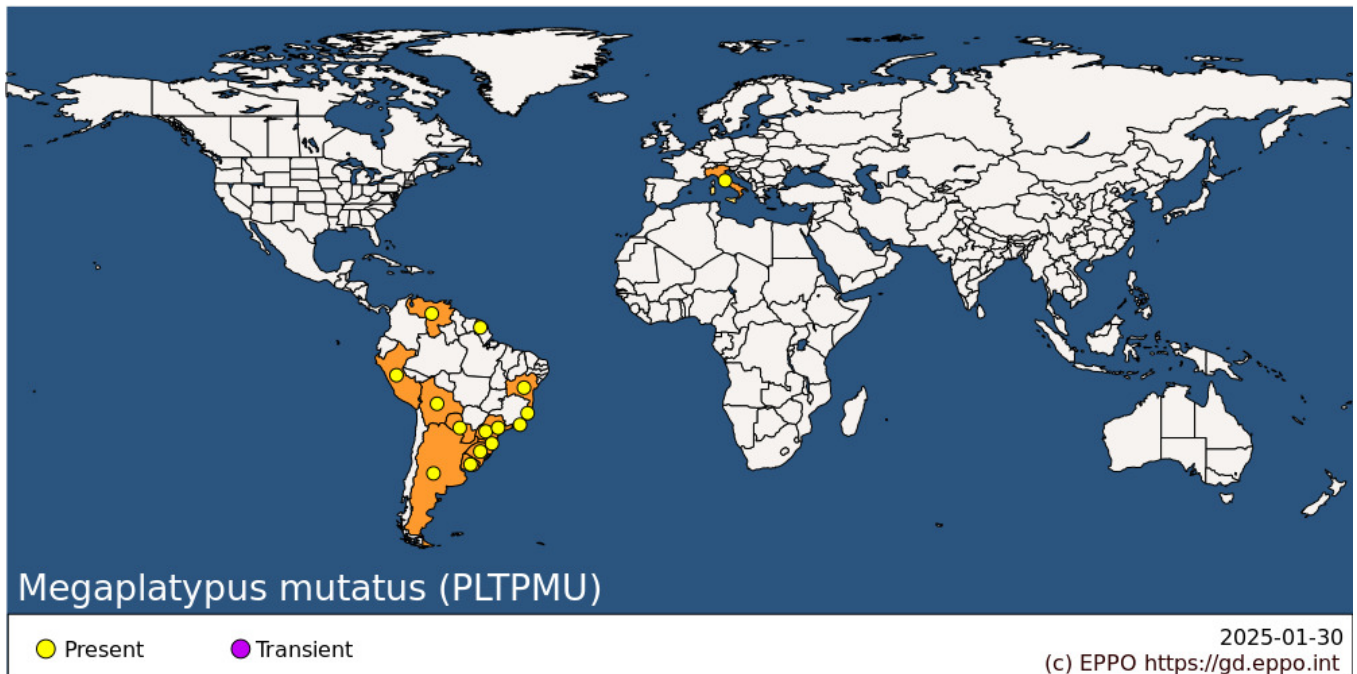 Megaplatypus mutatus (PLTPMU)
Present
Transient
2025-01-30
(c) EPPO https://gd.eppo.int